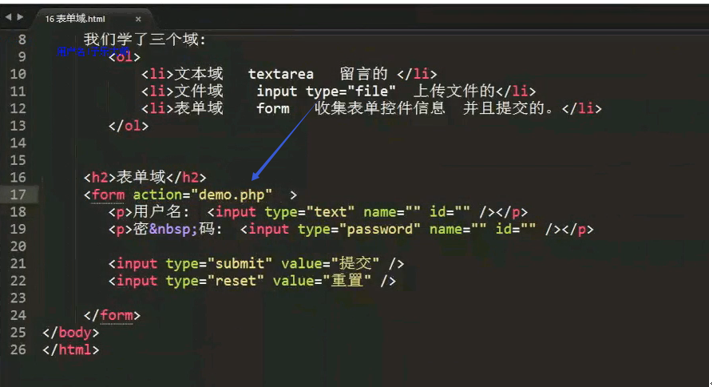 16 表单域.html
8 我们学了三个域:
9 <ol>
10 <li>文本域 textarea 留言的 </li>
11 <li>文件域 input type="file" 上传文件的</li>
12 <li>表单域 form 收集表单控件信息 并且提交的。</li>
13 </ol>
14
15
16 <h2>表单域</h2>
17 <form action="demo.php" >
18 <p>用户名: <input type="text" name="" id="" /></p>
19 <p>密&nbsp;码: <input type="password" name="" id="" /></p>
20
21 <input type="submit" value="提交" />
22 <input type="reset" value="重置" />
23
24 </form>
25 </body>
26 </html>